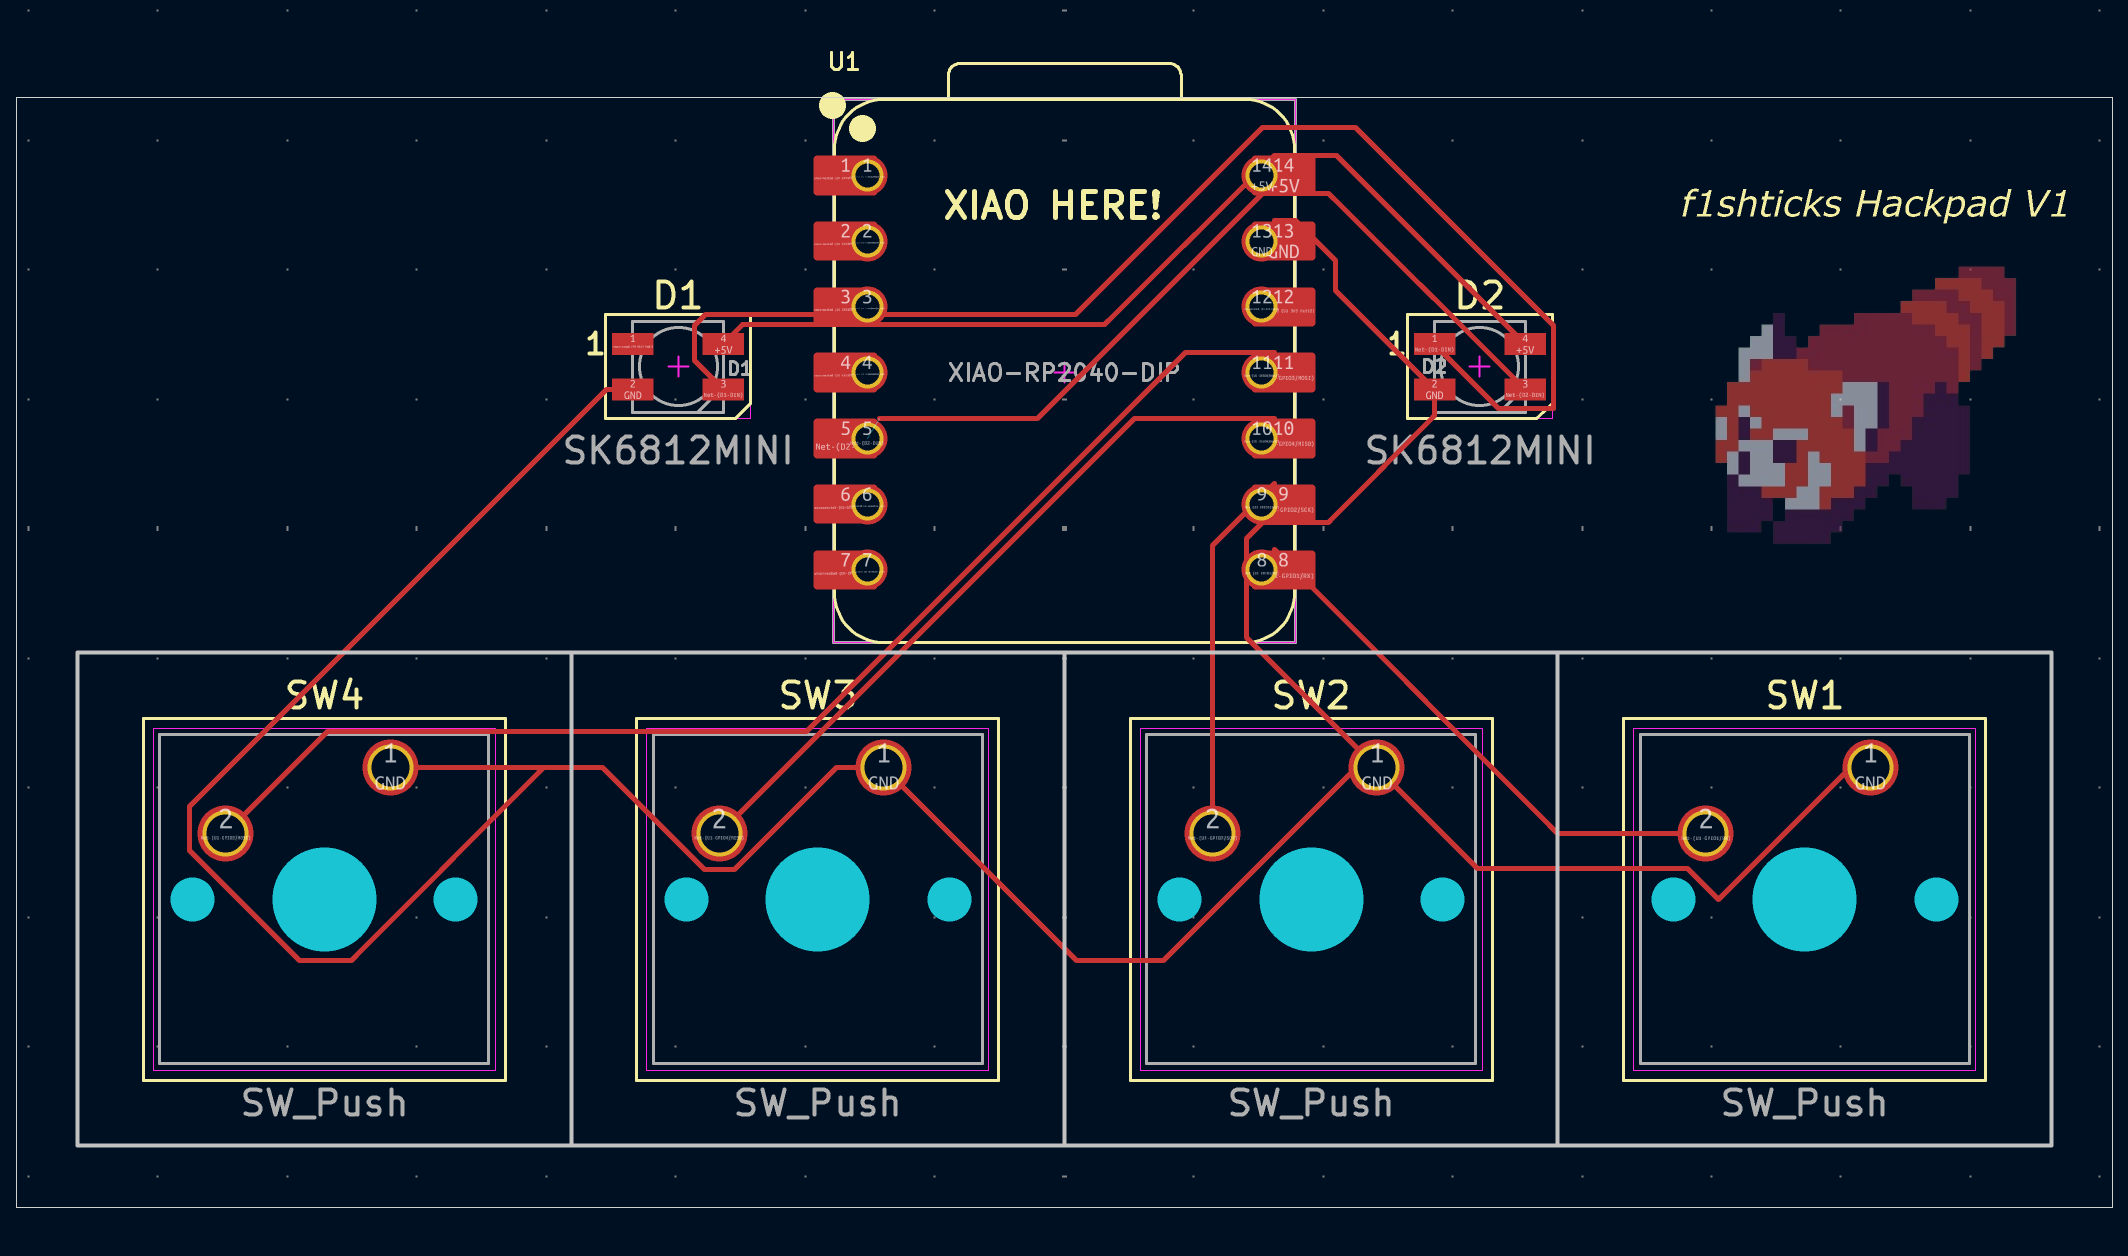 U1
XIAO HERE!
f1shticks Hackpad V1
1 1
2 2
3 3
4 4
5 5
6 6
7 7
14 14
+5V +5V
13 13
GND GND
12 12
11 11
10 10
9 9
8 8
XIAO-RP2040-DIP
D1
1
1
2
GND
4
+5V
3
D1
SK6812MINI
D2
1
1
2
GND
4
+5V
3
D2
SK6812MINI
SW4
1
GND
2
SW_Push
SW3
1
GND
2
SW_Push
SW2
1
GND
2
SW_Push
SW1
1
GND
2
SW_Push